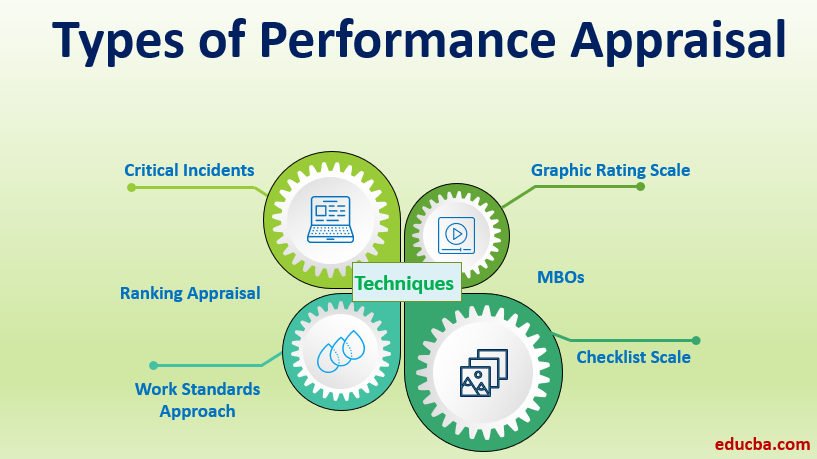 Types of Performance Appraisal
Critical Incidents
Graphic Rating Scale
Techniques
MBOs
Ranking Appraisal
Checklist Scale
Work Standards
Approach
educba.com